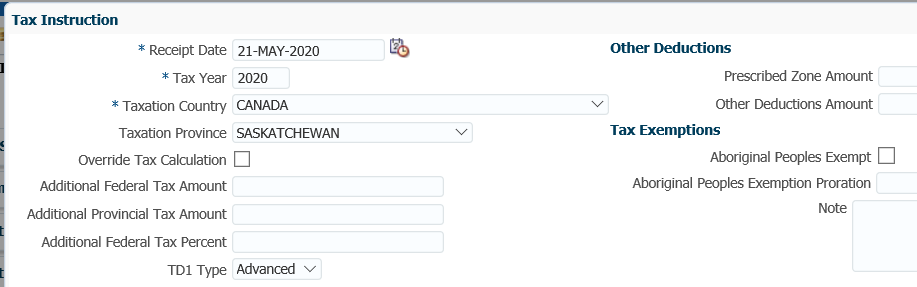 Tax Instruction
* Receipt Date 21-MAY-2020
* Tax Year 2020
* Taxation Country CANADA
Taxation Province SASKATCHEWAN
Override Tax Calculation
Additional Federal Tax Amount
Additional Provincial Tax Amount
Additional Federal Tax Percent
TD1 Type Advanced
Other Deductions
Prescribed Zone Amount
Other Deductions Amount
Tax Exemptions
Aboriginal Peoples Exempt
Aboriginal Peoples Exemption Proration
Note